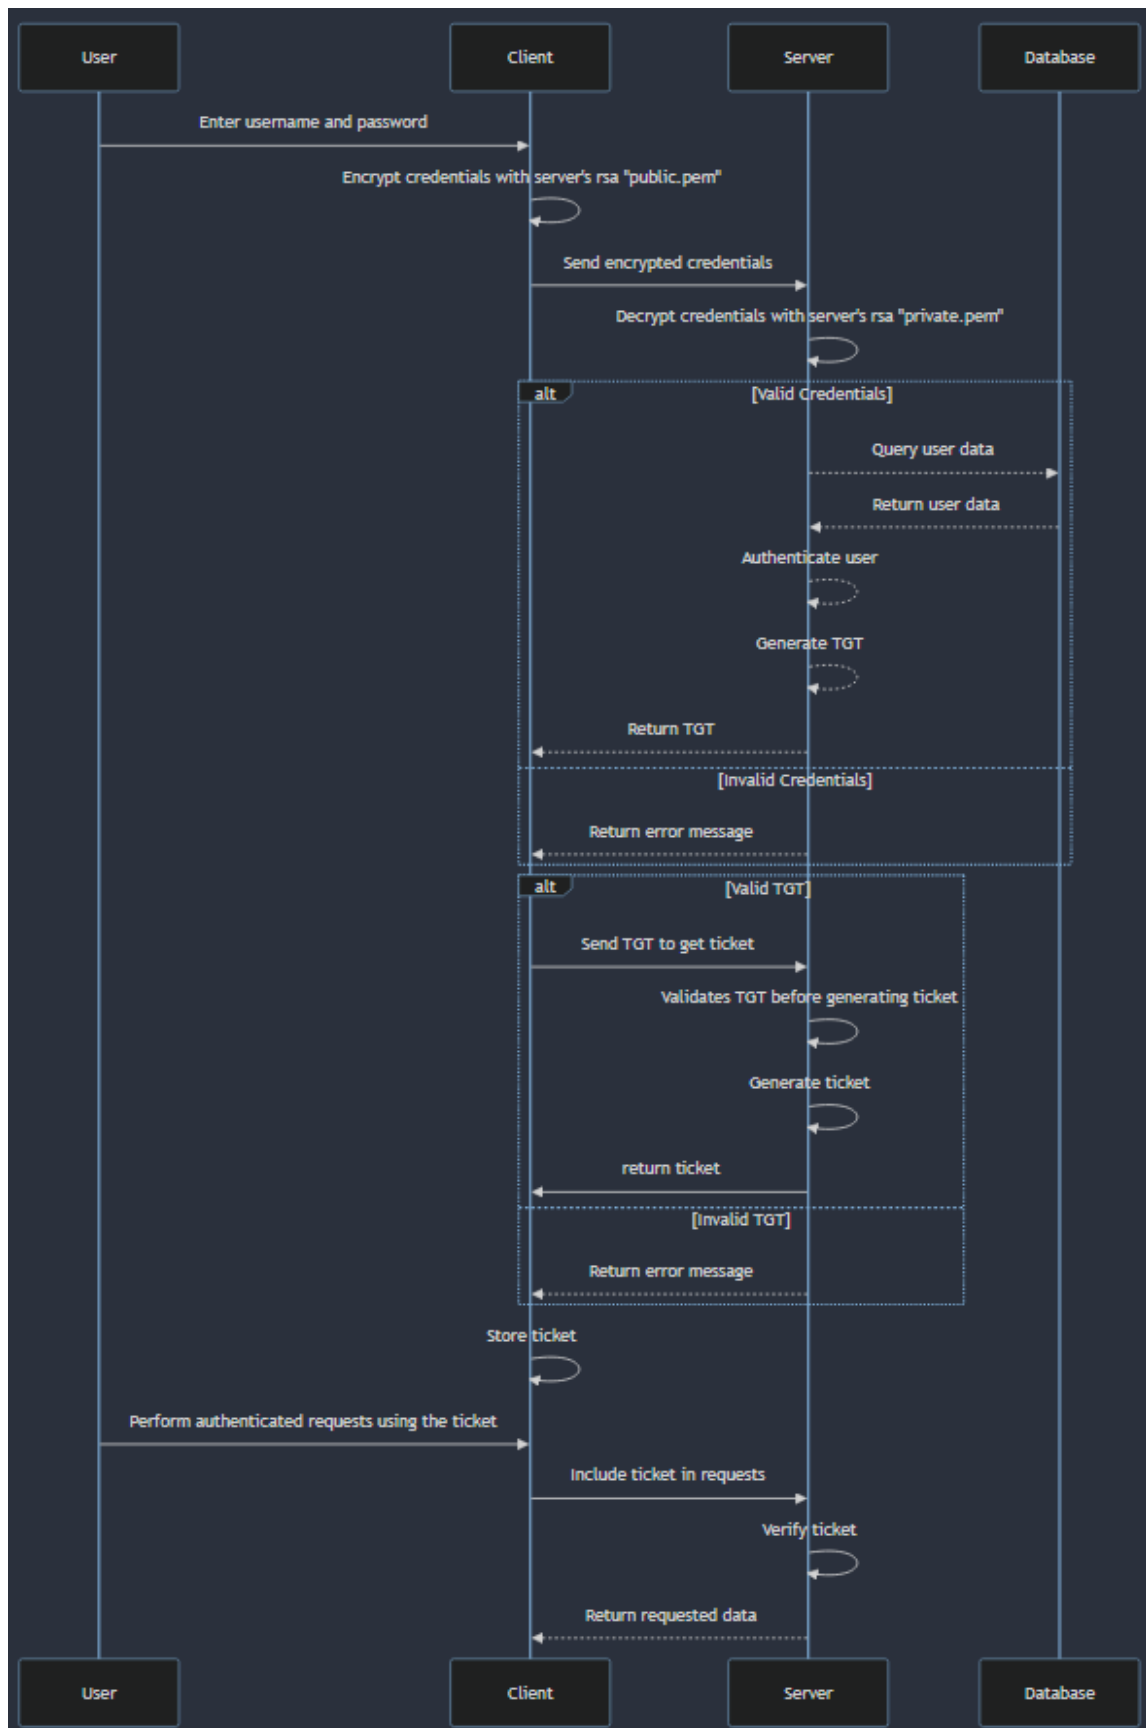 User
Client
Server
Database
Enter username and password
Encrypt credentials with server's rsa "public.pem"
Send encrypted credentials
Decrypt credentials with server's rsa "private.pem"
alt
[Valid Credentials]
Query user data
Return user data
Authenticate user
Generate TGT
Return TGT
[Invalid Credentials]
Return error message
alt
[Valid TGT]
Send TGT to get ticket
Validates TGT before generating ticket
Generate ticket
return ticket
[Invalid TGT]
Return error message
Store ticket
Perform authenticated requests using the ticket
Include ticket in requests
Verify ticket
Return requested data
User
Client
Server
Database